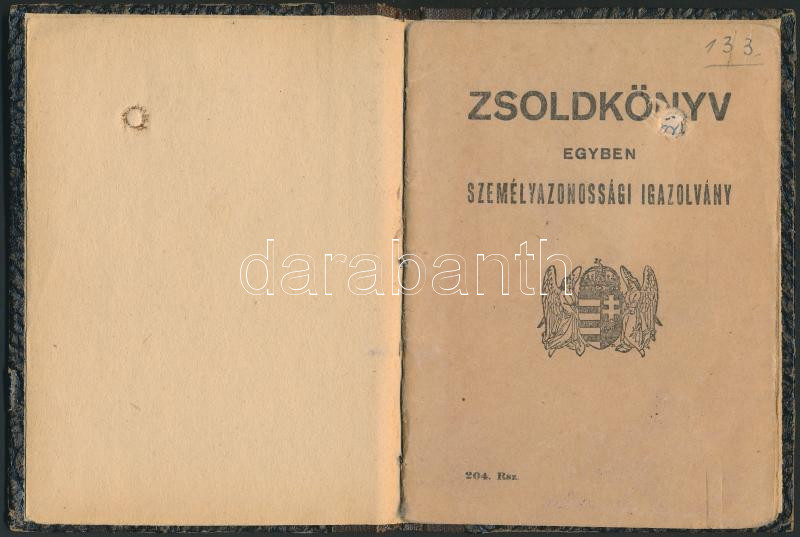 133.
ZSOLDKÖNYV
EGYBEN
SZEMÉLYAZONOSSÁGI IGAZOLVÁNY
darabanth
204. Rsz.